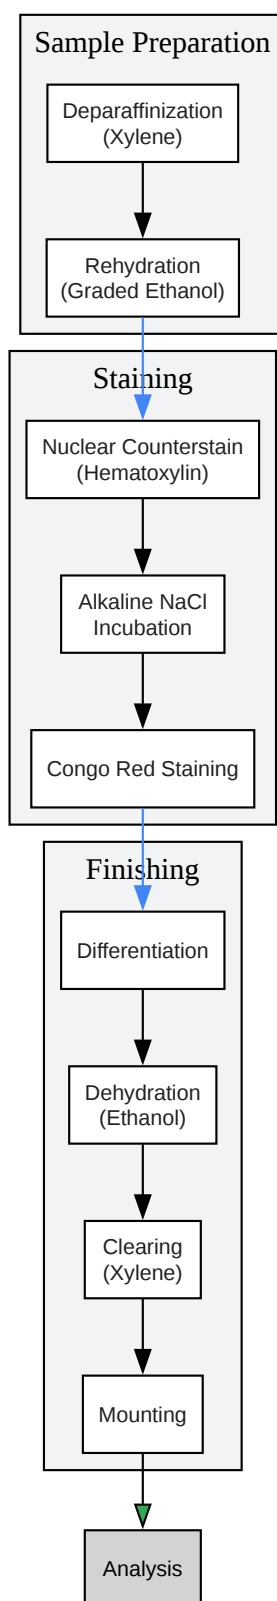 Sample Preparation
Deparaffinization
(Xylene)
Rehydration
(Graded Ethanol)
Staining
Nuclear Counterstain
(Hematoxylin)
Alkaline NaCl
Incubation
Congo Red Staining
Finishing
Differentiation
Dehydration
(Ethanol)
Clearing
(Xylene)
Mounting
Analysis